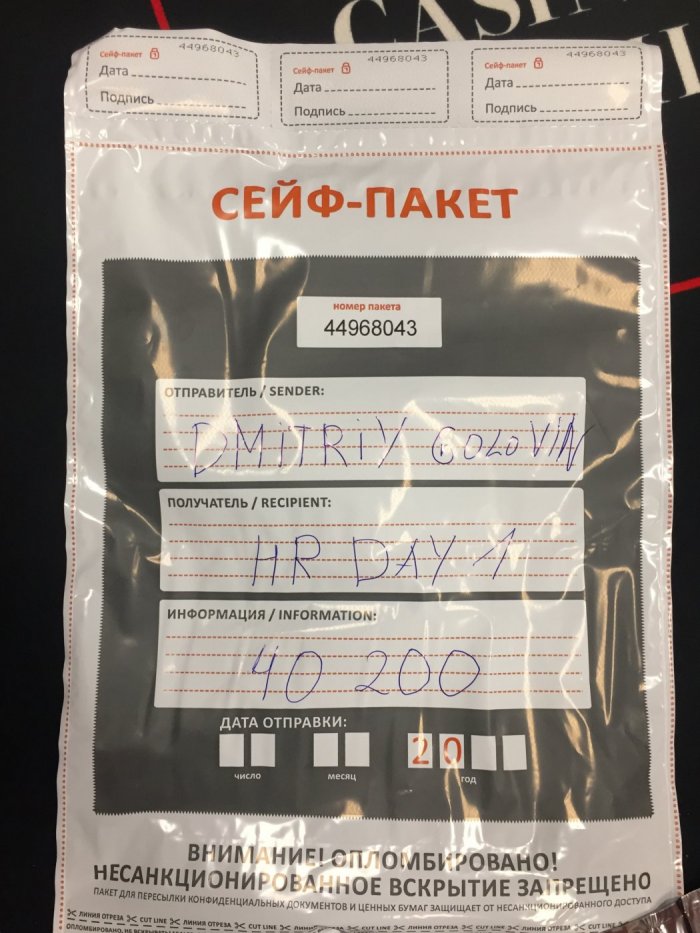 CASIN
Сейф-пакет 44968043
Дата
Подпись
Сейф-пакет 44968043
Дата
Подпись
Сейф-пакет 44968043
Дата
Подпись
СЕЙФ-ПАКЕТ
номер пакета
44968043
ОТПРАВИТЕЛЬ / SENDER:
DMiTRiY GOLOViN
ПОЛУЧАТЕЛЬ / RECIPIENT:
HR DAY 1
ИНФОРМАЦИЯ / INFORMATION:
40 200
ДАТА ОТПРАВКИ:
20
число месяц год
ВНИМАНИЕ! ОПЛОМБИРОВАНО!
НЕСАНКЦИОНИРОВАННОЕ ВСКРЫТИЕ ЗАПРЕЩЕНО
ПАКЕТ ДЛЯ ПЕРЕСЫЛКИ КОНФИДЕНЦИАЛЬНЫХ ДОКУМЕНТОВ И ЦЕННЫХ БУМАГ ЗАЩИЩАЕТ ОТ НЕСАНКЦИОНИРОВАННОГО ДОСТУПА
ЛИНИЯ ОТРЕЗА CUT LINE ЛИНИЯ ОТРЕЗА CUT LINE ЛИНИЯ ОТРЕЗА CUT LINE ЛИНИЯ ОТРЕЗА CUT LINE